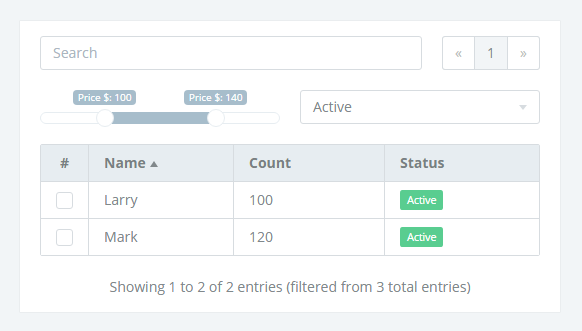 Search
« 1 »
Price $: 100 Price $: 140
Active
# Name Count Status
Larry 100 Active
Mark 120 Active
Showing 1 to 2 of 2 entries (filtered from 3 total entries)